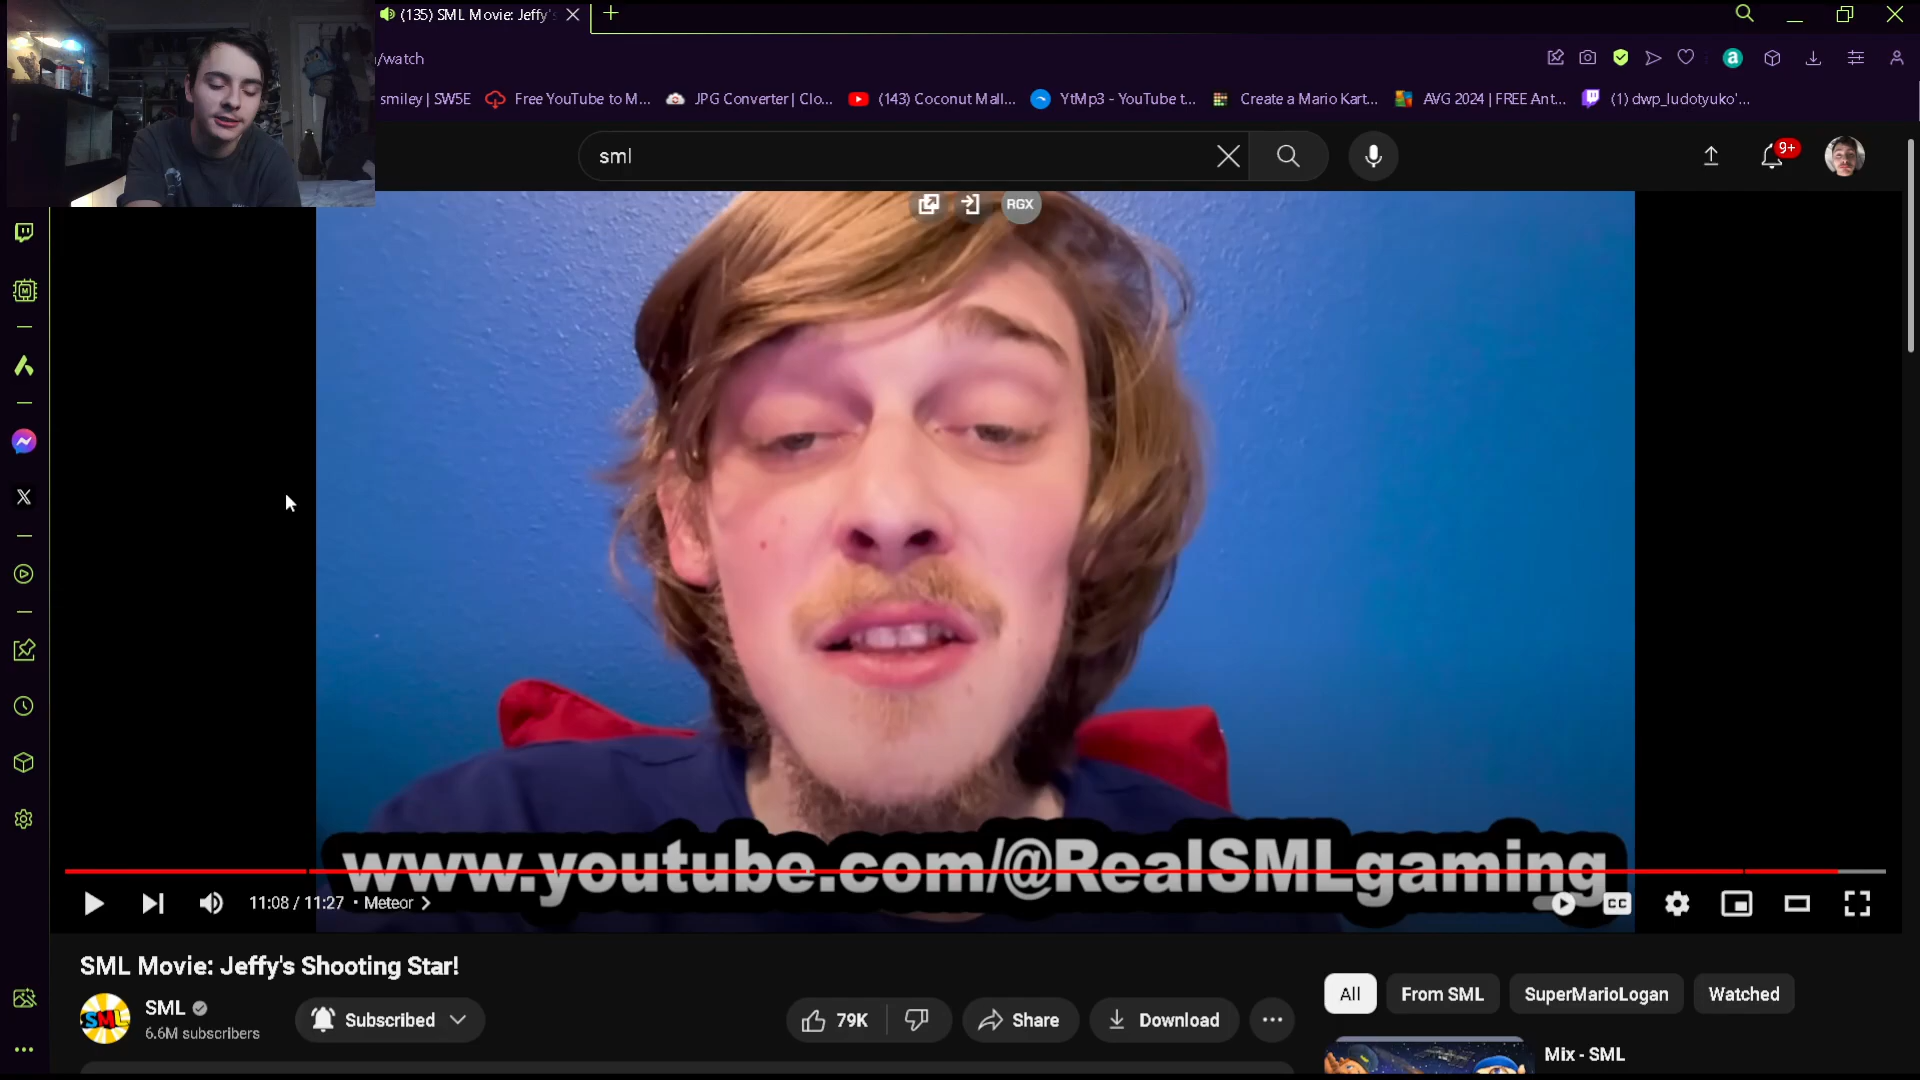 (135) SML Movie: Jeffy's
/watch
a
smiley | SW5E
Free YouTube to M...
JPG Converter | Clo...
(143) Coconut Mall...
YtMp3 - YouTube t...
Create a Mario Kart...
AVG 2024 | FREE Ant...
(1) dwp_ludotyuko'...
sml
9+
RGX
www.youtube.com/@RealSMLgaming
11:08 / 11:27 • Meteor
CC
SML Movie: Jeffy's Shooting Star!
SML
SML
6.6M subscribers
Subscribed
79K
Share
Download
All
From SML
SuperMarioLogan
Watched
Mix - SML